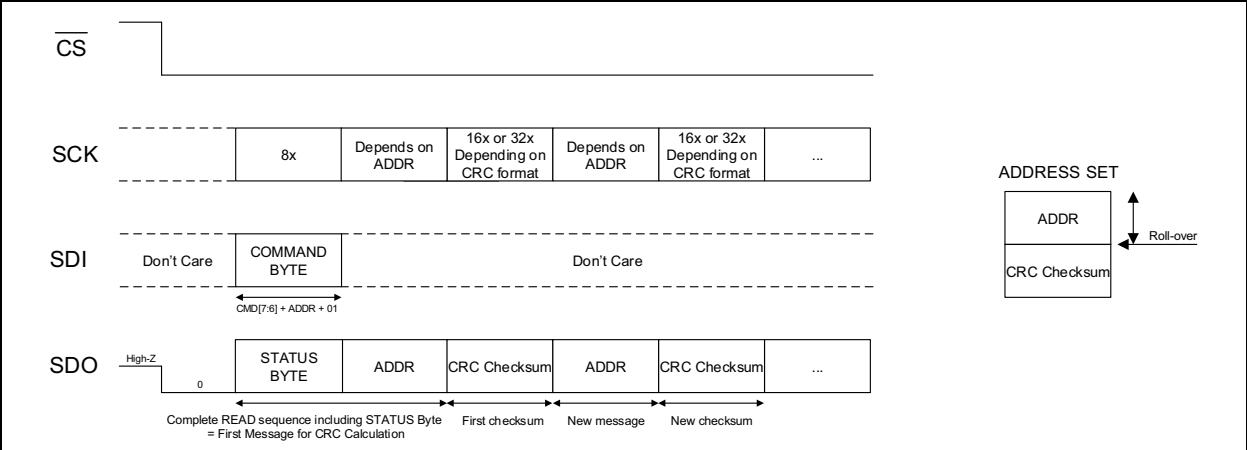 CS
SCK
8x
Depends on
ADDR
16x or 32x
Depending on
CRC format
Depends on
ADDR
16x or 32x
Depending on
CRC format
...
SDI
Don't Care
COMMAND
BYTE
Don't Care
CMD[7:6] + ADDR + 01
SDO
High-Z
0
STATUS
BYTE
ADDR
CRC Checksum
ADDR
CRC Checksum
...
Complete READ sequence including STATUS Byte
= First Message for CRC Calculation
First checksum
New message
New checksum
ADDRESS SET
ADDR
Roll-over
CRC Checksum